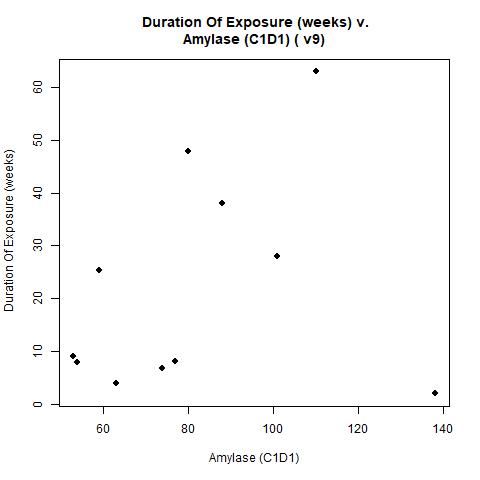 Duration Of Exposure (weeks) v.
Amylase (C1D1) ( v9)
Duration Of Exposure (weeks)
60
50
40
30
20
10
0
60 80 100 120 140
Amylase (C1D1)